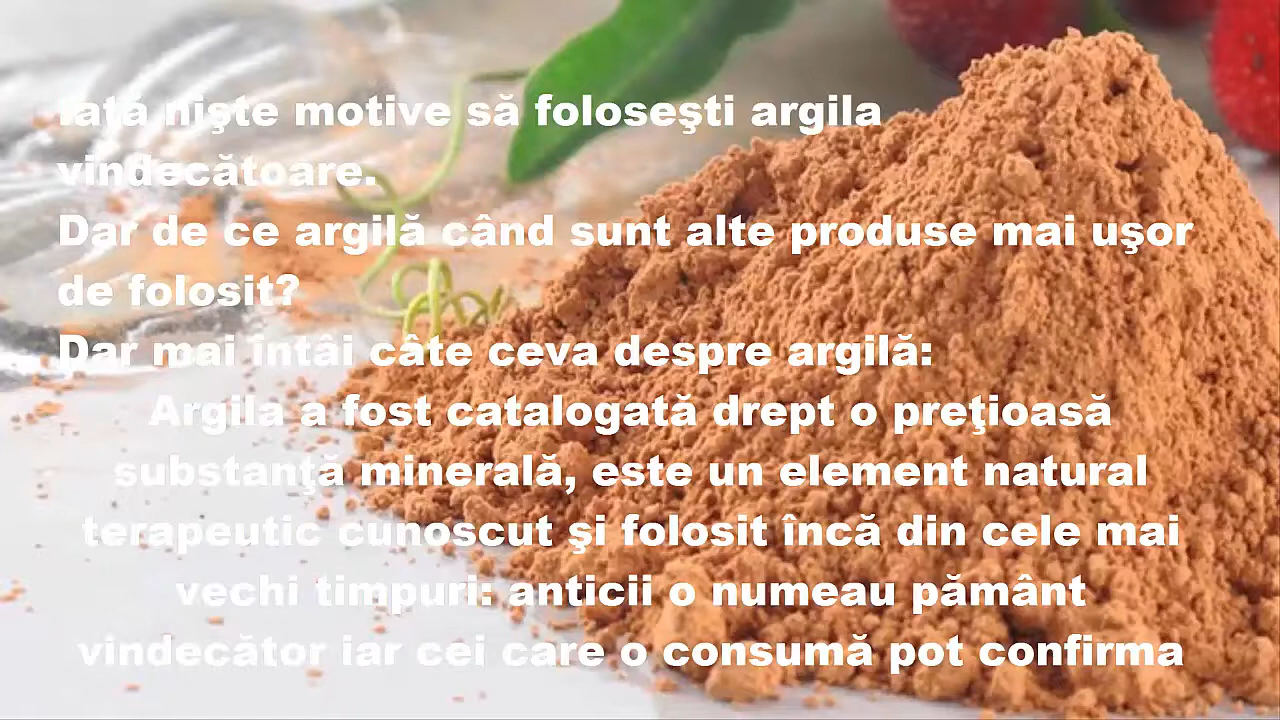 Iată nişte motive să foloseşti argila
vindecătoare.
Dar de ce argilă când sunt alte produse mai uşor
de folosit?
Dar mai întâi câte ceva despre argilă:
Argila a fost catalogată drept o preţioasă
substanţă minerală, este un element natural
terapeutic cunoscut şi folosit încă din cele mai
vechi timpuri: anticii o numeau pământ
vindecător iar cei care o consumă pot confirma